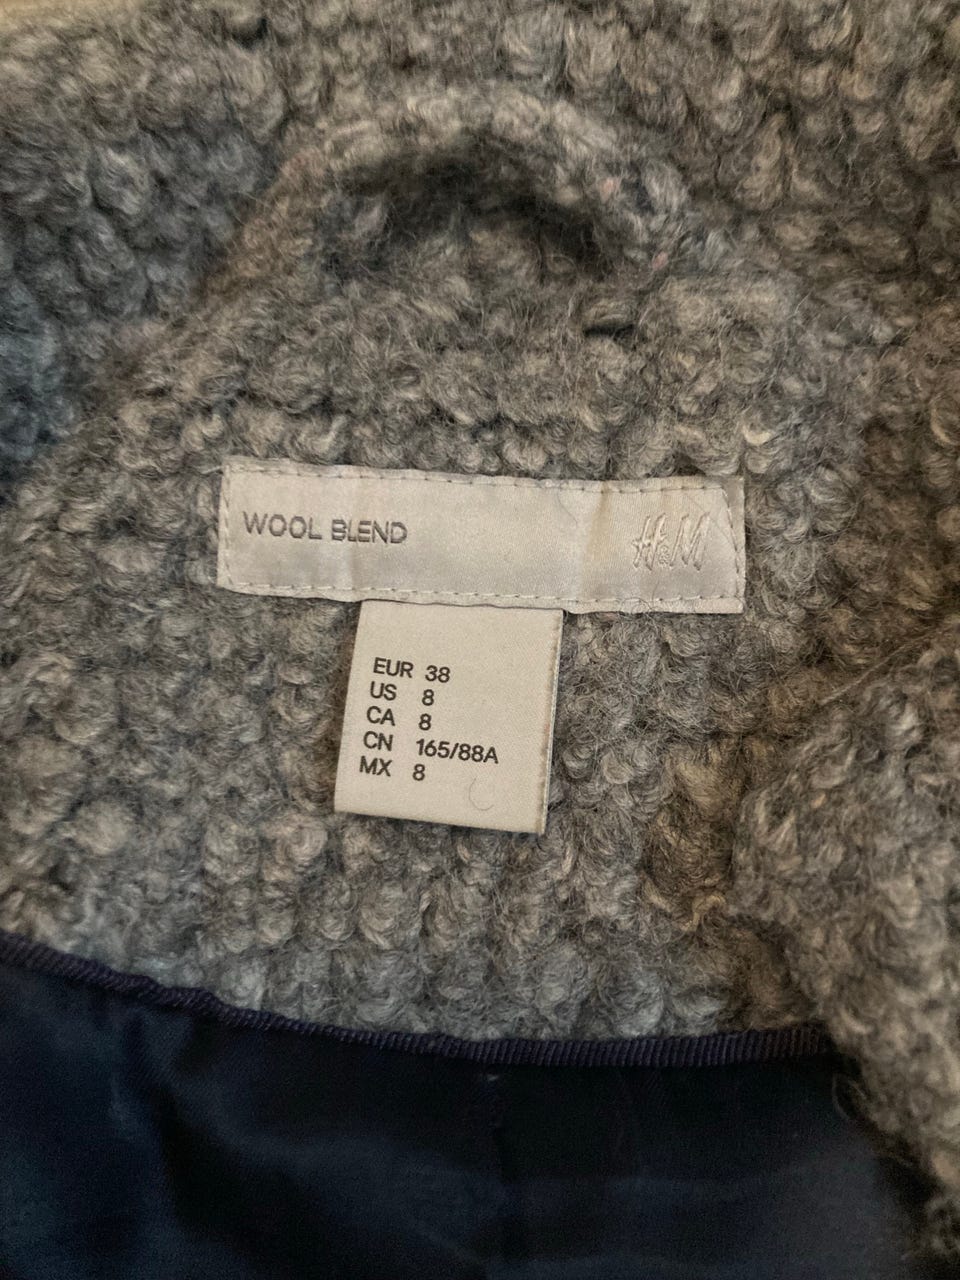 WOOL BLEND H&M
EUR 38
US 8
CA 8
CN 165/88A
MX 8